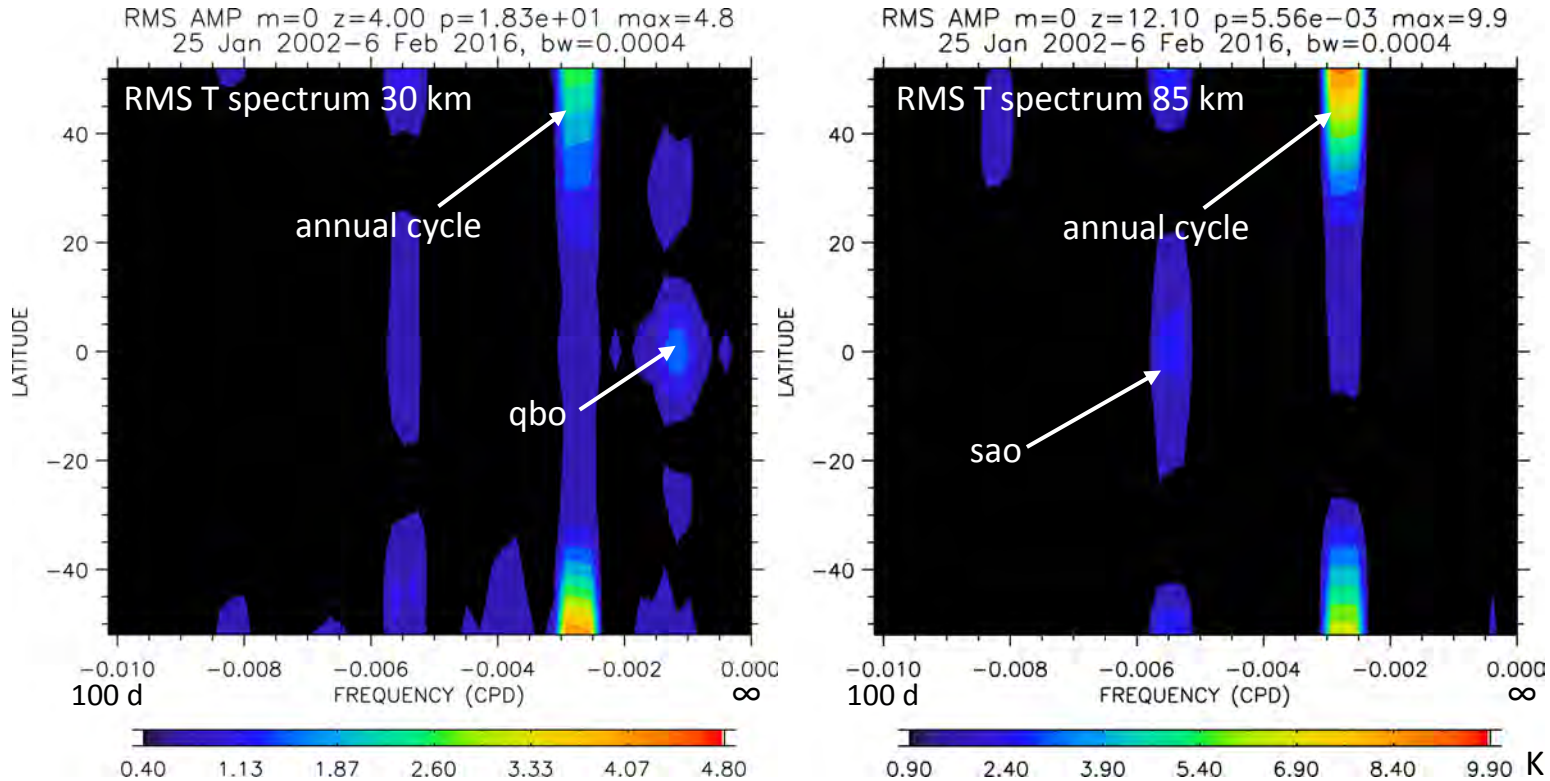 RMS AMP m=0 z=4.00 p=1.83e+01 max=4.8
25 Jan 2002-6 Feb 2016, bw=0.0004
RMS T spectrum 30 km
annual cycle
qbo
LATITUDE
40
20
0
-20
-40
-0.010
-0.008
-0.006
-0.004
-0.002
0.000
100 d
FREQUENCY (CPD)
∞
0.40
1.13
1.87
2.60
3.33
4.07
4.80
RMS AMP m=0 z=12.10 p=5.56e-03 max=9.9
25 Jan 2002-6 Feb 2016, bw=0.0004
RMS T spectrum 85 km
annual cycle
sao
LATITUDE
40
20
0
-20
-40
-0.010
-0.008
-0.006
-0.004
-0.002
0.000
100 d
FREQUENCY (CPD)
∞
0.90
2.40
3.90
5.40
6.90
8.40
9.90
K